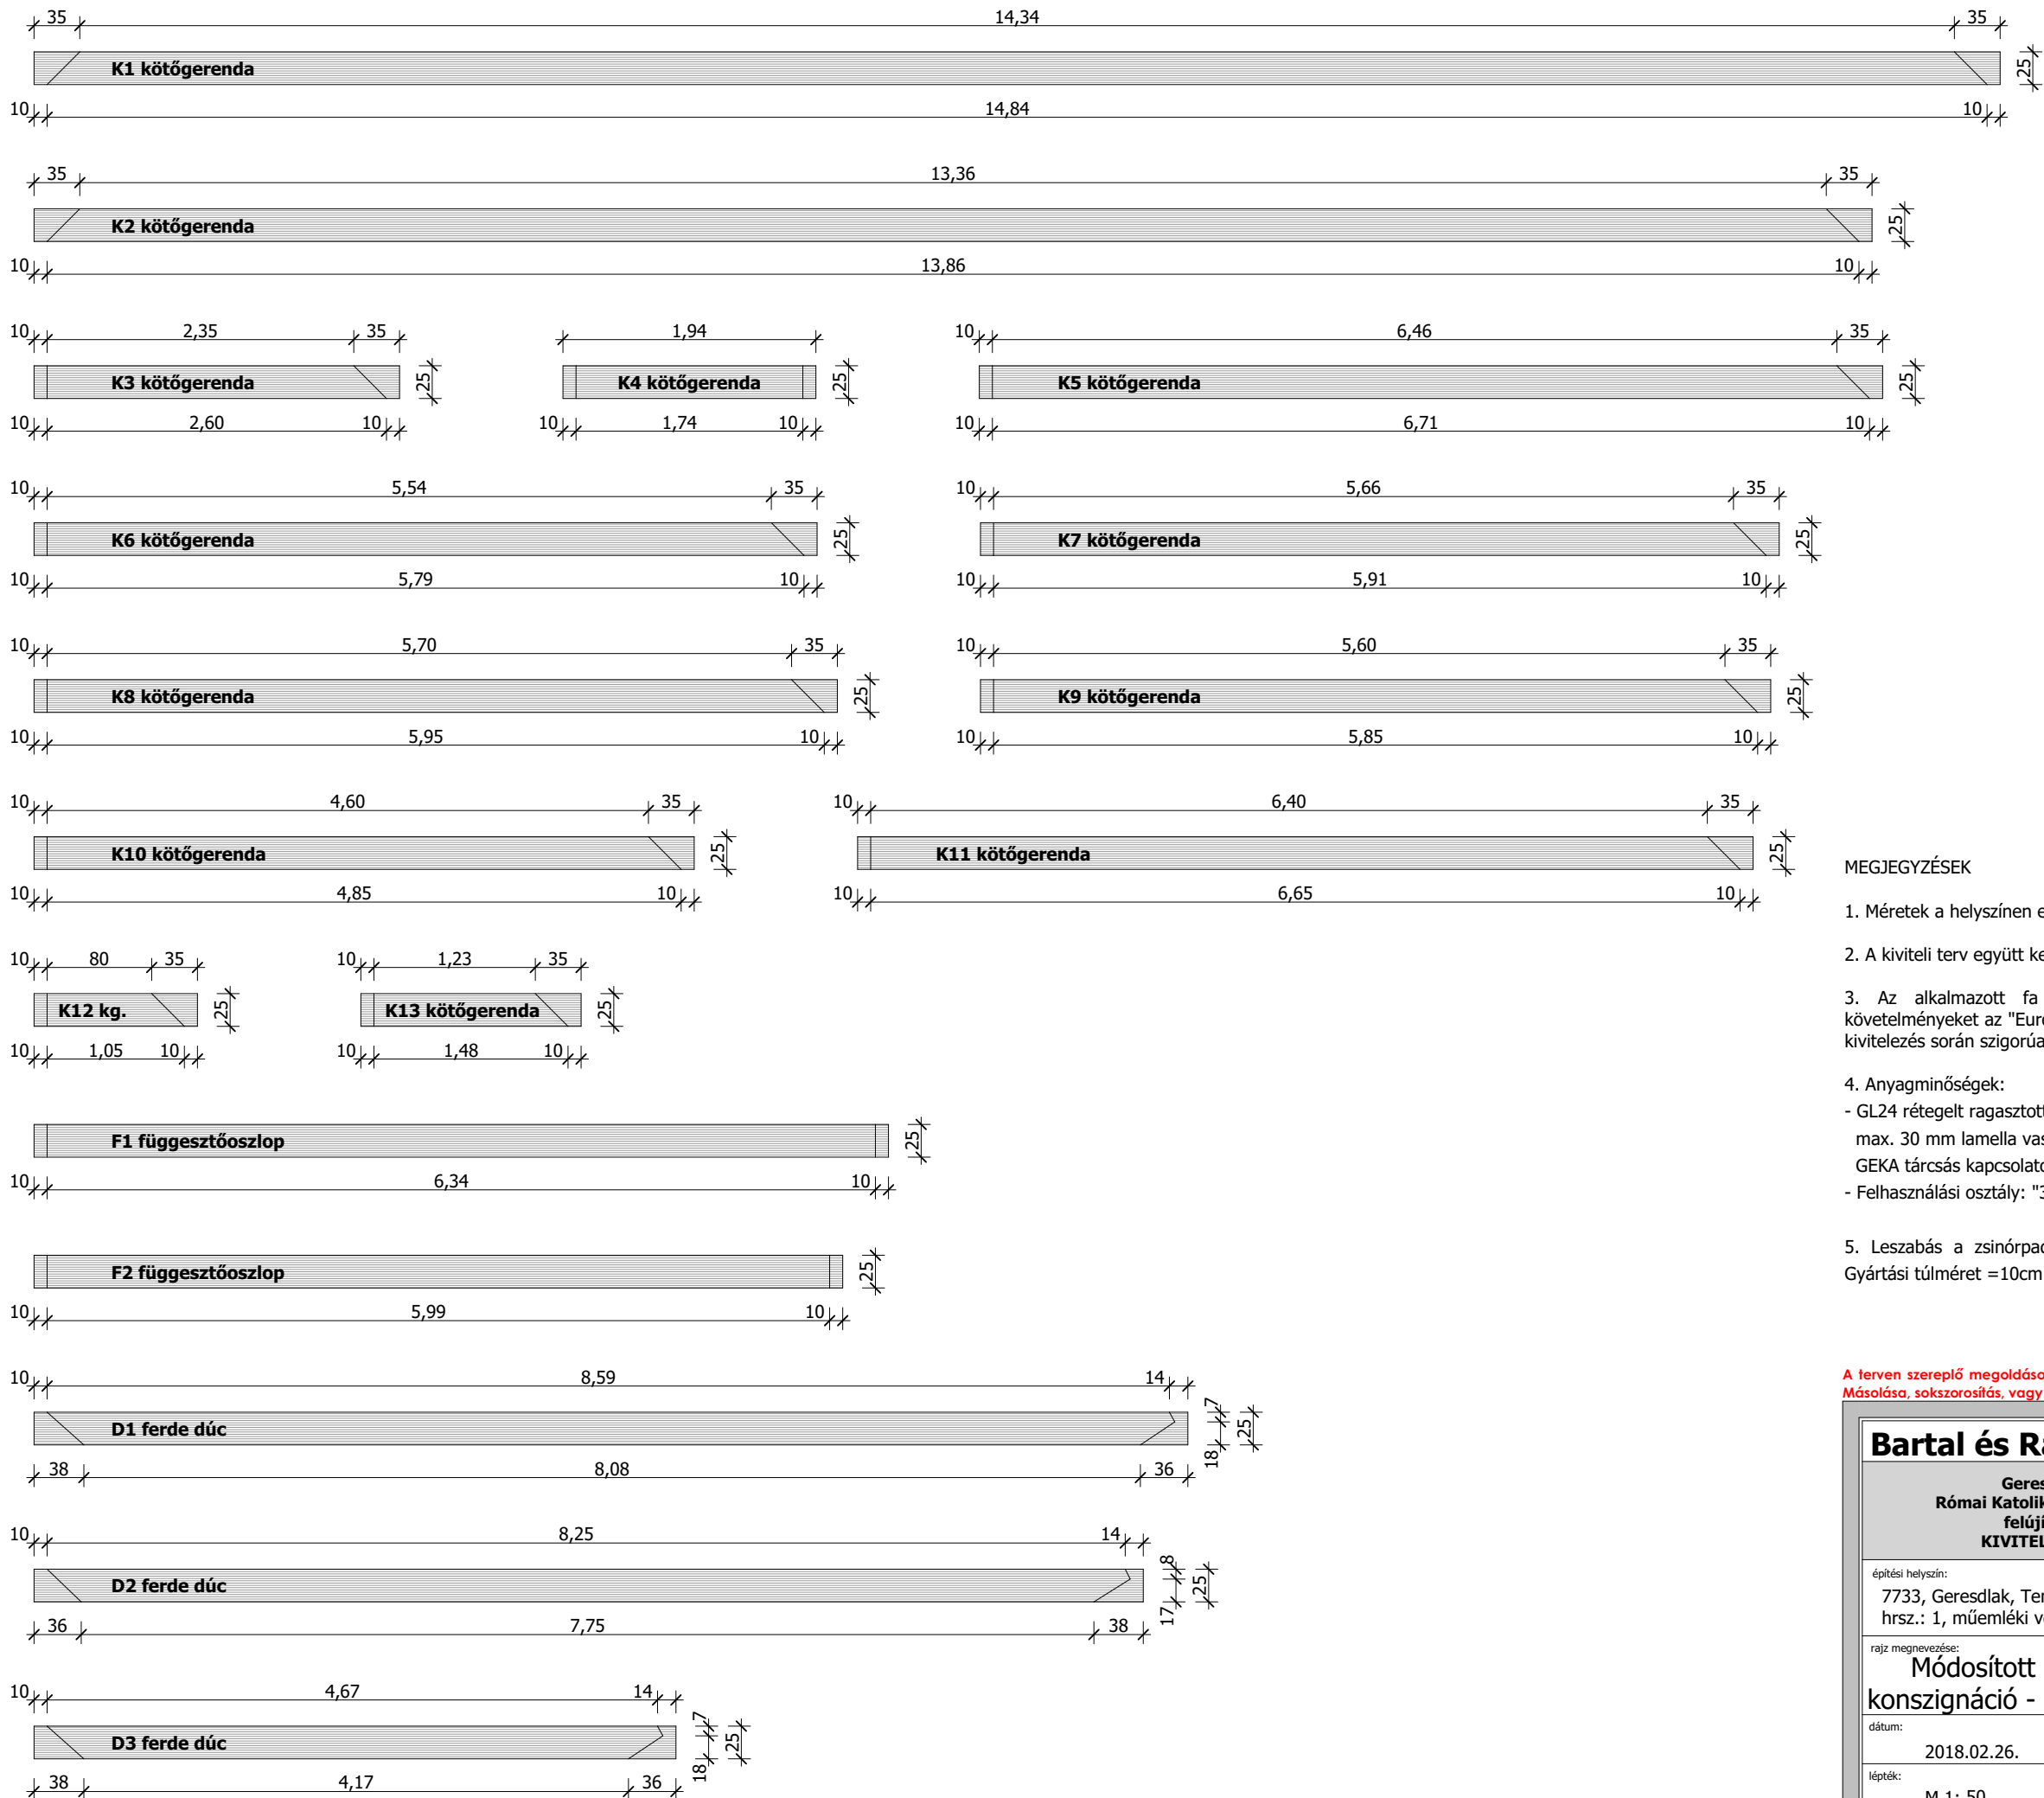 35 14,34 35
K1 kötőgerenda
25
10 14,84 10
35 13,36 35
K2 kötőgerenda
25
10 13,86 10
10 2,35 35
K3 kötőgerenda
25
10 2,60 10
1,94
K4 kötőgerenda
25
10 1,74 10
10 6,46 35
K5 kötőgerenda
25
10 6,71 10
10 5,54 35
K6 kötőgerenda
25
10 5,79 10
10 5,66 35
K7 kötőgerenda
25
10 5,91 10
10 5,70 35
K8 kötőgerenda
25
10 5,95 10
10 5,60 35
K9 kötőgerenda
25
10 5,85 10
10 4,60 35
K10 kötőgerenda
25
10 4,85 10
10 6,40 35
K11 kötőgerenda
25
10 6,65 10
10 80 35
K12 kg.
25
10 1,05 10
10 1,23 35
K13 kötőgerenda
25
10 1,48 10
F1 függesztőoszlop
25
10 6,34 10
F2 függesztőoszlop
25
10 5,99 10
10 8,59 14
D1 ferde dúc
7
18
25
38 8,08 36
10 8,25 14
D2 ferde dúc
8
17
25
36 7,75 38
10 4,67 14
D3 ferde dúc
7
18
25
38 4,17 36
MEGJEGYZÉSEK
1. Méretek a helyszínen
2. A kiviteli terv együtt
3. Az alkalmazott fa
követelményeket az
kivitelezés során
4. Anyagminőségek:
- GL24 rétegelt
max. 30 mm lamella
GEKA tárcsás
- Felhasználási osztály:
5. Leszabás a
Gyártási túlméret =10cm
A terven szereplő
Másolása, sokszorosítás, vagy
Bartal és
Római
KIVITEL
építési helyszín:
7733, Geresdlak,
hrsz.: 1, műemléki
rajz megnevezése:
Módosított
konszignáció -
dátum:
2018.02.26.
lépték:
M 1: 50